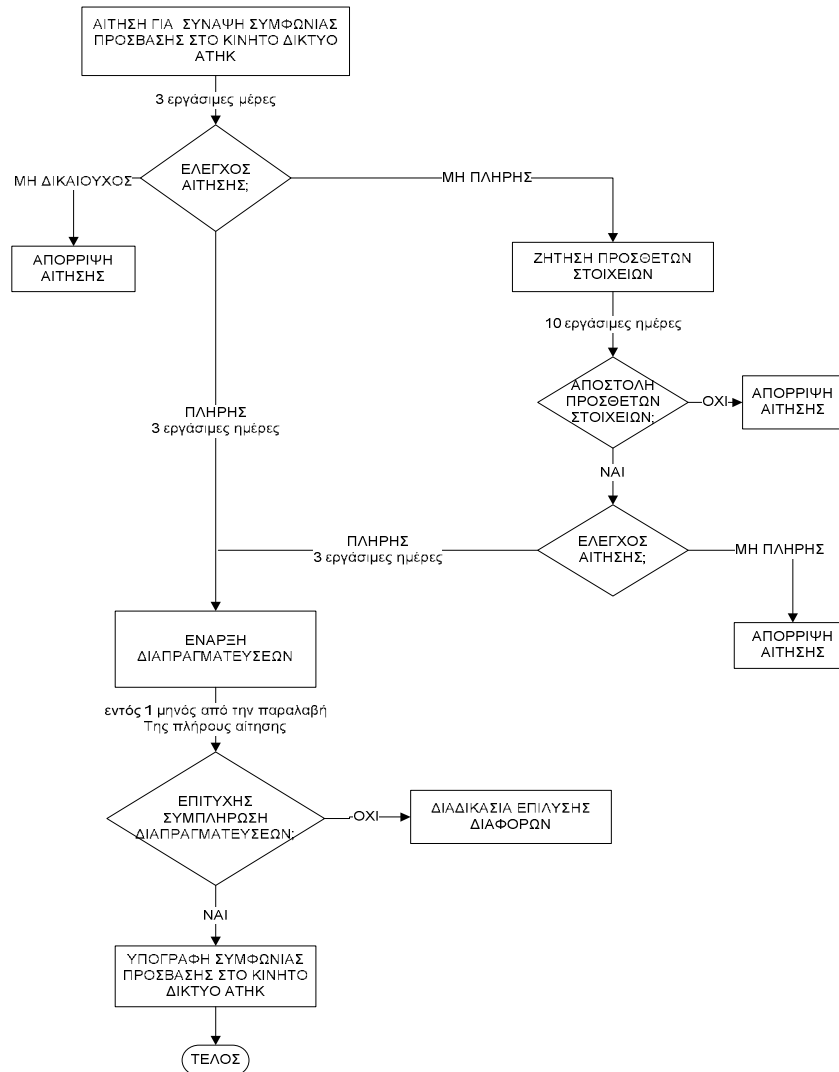 ΑΙΤΗΣΗ ΓΙΑ ΣΥΝΑΨΗ ΣΥΜΦΩΝΙΑΣ
ΠΡΟΣΒΑΣΗΣ ΣΤΟ ΚΙΝΗΤΟ ΔΙΚΤΥΟ
ΑΤΗΚ
3 εργάσιμες μέρες
ΕΛΕΓΧΟΣ
ΑΙΤΗΣΗΣ;
ΜΗ ΔΙΚΑΙΟΥΧΟΣ
ΜΗ ΠΛΗΡΗΣ
ΑΠΟΡΡΙΨΗ
ΑΙΤΗΣΗΣ
ΖΗΤΗΣΗ ΠΡΟΣΘΕΤΩΝ
ΣΤΟΙΧΕΙΩΝ
10 εργάσιμες ημέρες
ΑΠΟΣΤΟΛΗ
ΠΡΟΣΘΕΤΩΝ
ΣΤΟΙΧΕΙΩΝ;
ΟΧΙ
ΑΠΟΡΡΙΨΗ
ΑΙΤΗΣΗΣ
ΠΛΗΡΗΣ
3 εργάσιμες ημέρες
ΝΑΙ
ΕΛΕΓΧΟΣ
ΑΙΤΗΣΗΣ;
ΠΛΗΡΗΣ
3 εργάσιμες ημέρες
ΜΗ ΠΛΗΡΗΣ
ΑΠΟΡΡΙΨΗ
ΑΙΤΗΣΗΣ
ΕΝΑΡΞΗ
ΔΙΑΠΡΑΓΜΑΤΕΥΣΕΩΝ
εντός 1 μηνός από την παραλαβή
Της πλήρους αίτησης
ΕΠΙΤΥΧΗΣ
ΣΥΜΠΛΗΡΩΣΗ
ΔΙΑΠΡΑΓΜΑΤΕΥΣΕΩΝ;
ΟΧΙ
ΔΙΑΔΙΚΑΣΙΑ ΕΠΙΛΥΣΗΣ
ΔΙΑΦΟΡΩΝ
ΝΑΙ
ΥΠΟΓΡΑΦΗ ΣΥΜΦΩΝΙΑΣ
ΠΡΟΣΒΑΣΗΣ ΣΤΟ ΚΙΝΗΤΟ
ΔΙΚΤΥΟ ΑΤΗΚ
ΤΕΛΟΣ